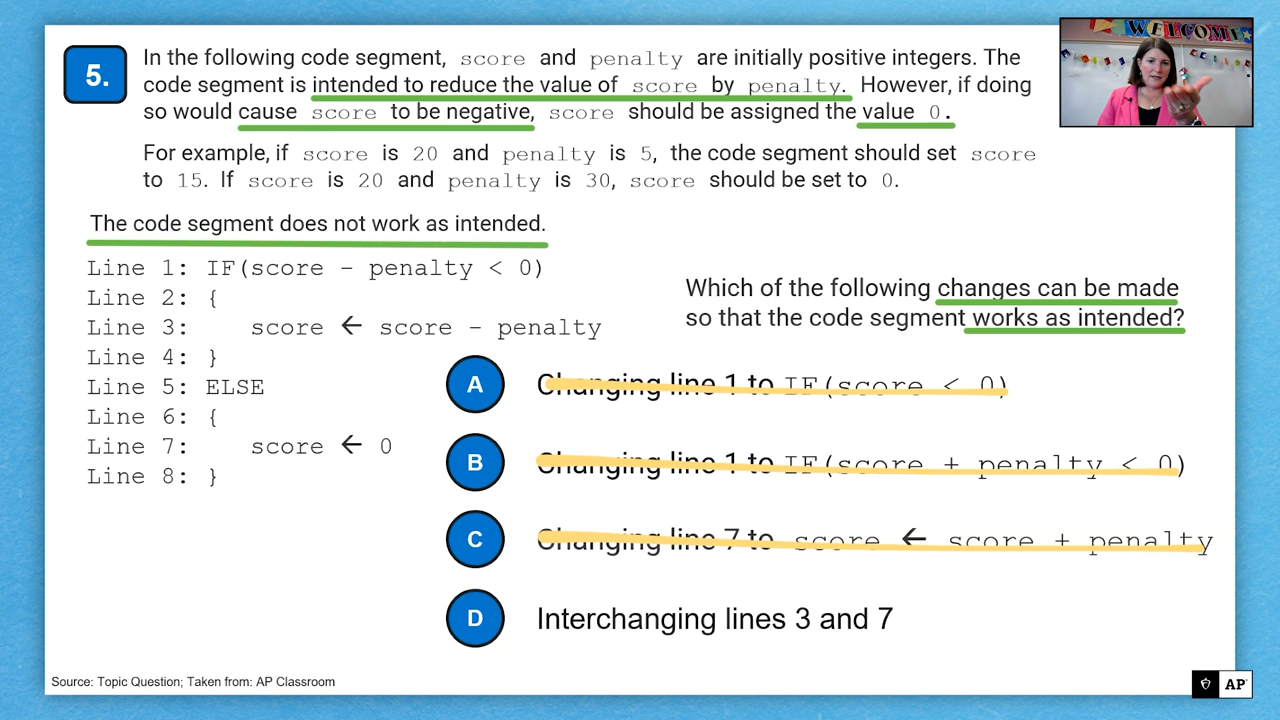 WELCOME
5.
In the following code segment, score and penalty are initially positive integers. The
code segment is intended to reduce the value of score by penalty. However, if doing
so would cause score to be negative, score should be assigned the value 0.
For example, if score is 20 and penalty is 5, the code segment should set score
to 15. If score is 20 and penalty is 30, score should be set to 0.
The code segment does not work as intended.
Line 1: IF(score – penalty < 0)
Line 2: {
Line 3: score ← score – penalty
Line 4: }
Line 5: ELSE
Line 6: {
Line 7: score ← 0
Line 8: }
Which of the following changes can be made
so that the code segment works as intended?
A Changing line 1 to IF(score < 0)
B Changing line 1 to IF(score + penalty < 0)
C Changing line 7 to score ← score + penalty
D Interchanging lines 3 and 7
Source: Topic Question; Taken from: AP Classroom
AP